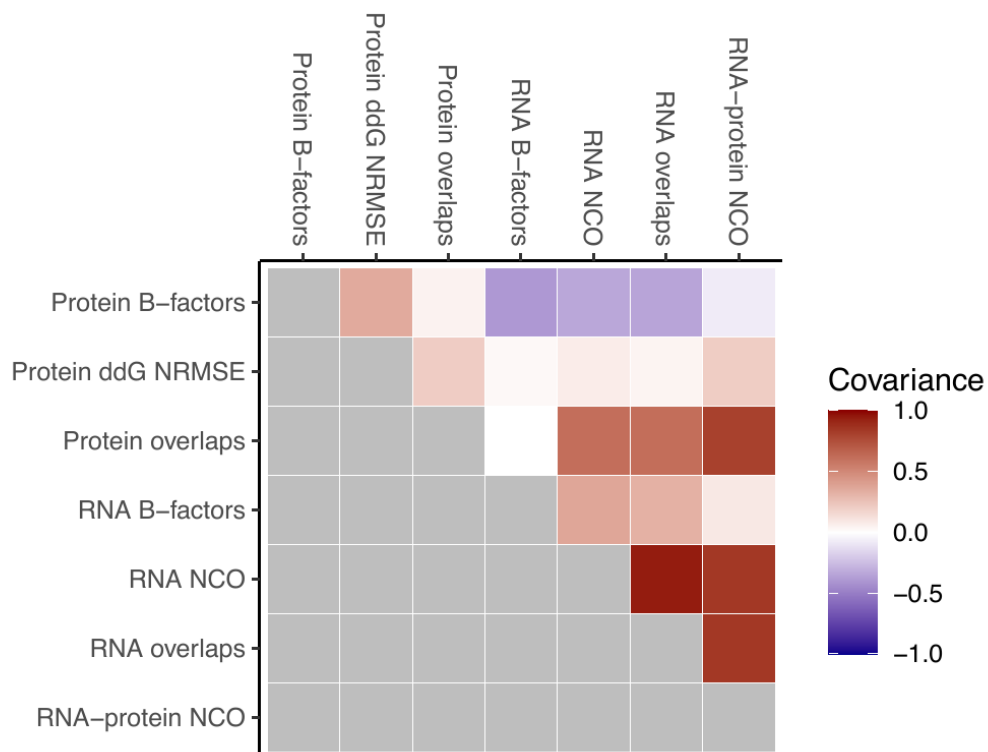 Protein B−factors
Protein ddG NRMSE
Protein overlaps
RNA B−factors
RNA NCO
RNA overlaps
RNA−protein NCO
Protein B−factors
Protein ddG NRMSE
Protein overlaps
RNA B−factors
RNA NCO
RNA overlaps
RNA−protein NCO
Covariance
1.0
0.5
0.0
−0.5
−1.0